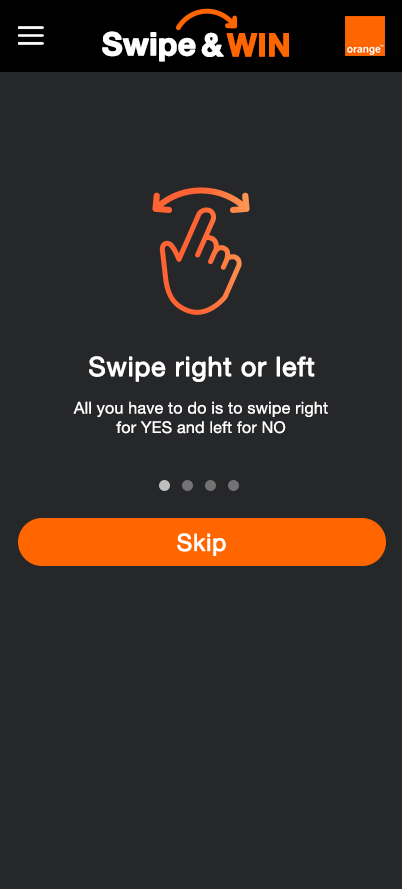 Swipe & WIN
orange™
Swipe right or left
All you have to do is to swipe right
for YES and left for NO
Skip